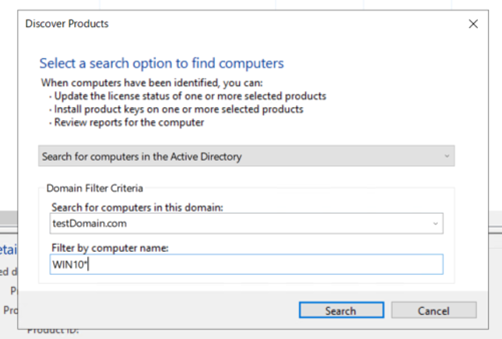 Discover Products
Select a search option to find computers
When computers have been identified, you can:
- Update the license status of one or more selected products
- Install product keys on one or more selected products
- Review reports for the computer
Search for computers in the Active Directory
Domain Filter Criteria
Search for computers in this domain:
testDomain.com
Filter by computer name:
WIN10*
Search Cancel
Product ID: